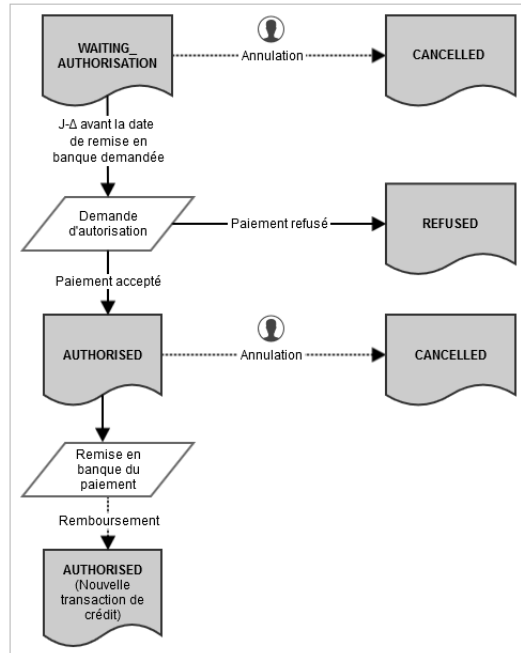 WAITING_
AUTHORISATION
Annulation
CANCELLED
J-Δ avant la date
de remise en
banque demandée
Demande
d'autorisation
Paiement refusé
REFUSED
Paiement accepté
AUTHORISED
Annulation
CANCELLED
Remise en
banque du
paiement
Remboursement
AUTHORISED
(Nouvelle
transaction de
crédit)